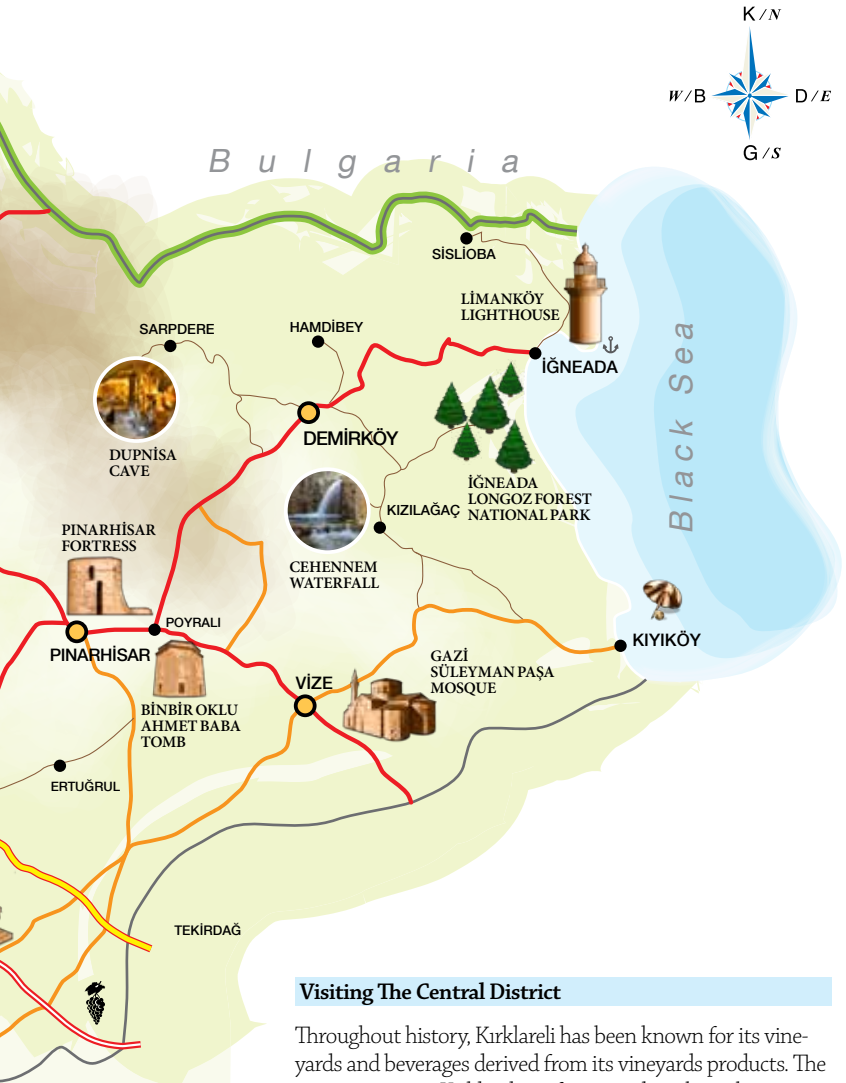 K / N
W / B
D / E
G / S
Bulgaria
SİSLİOBA
LİMANKÖY
LIGHTHOUSE
SARPDERE
HAMDİBEY
İĞNEADA
Black Sea
DEMİRKÖY
DUPNİSA
CAVE
İĞNEADA
LONGOZ FOREST
NATIONAL PARK
KIZILAĞAÇ
PINARHİSAR
FORTRESS
CEHENNEM
WATERFALL
POYRALI
KIYIKÖY
PINARHİSAR
GAZİ
SÜLEYMAN PAŞA
MOSQUE
VİZE
BİNBİR OKLU
AHMET BABA
TOMB
ERTUĞRUL
TEKİRDAĞ
Visiting The Central District
Throughout history, Kırklareli has been known for its vine-
yards and beverages derived from its vineyards products. The